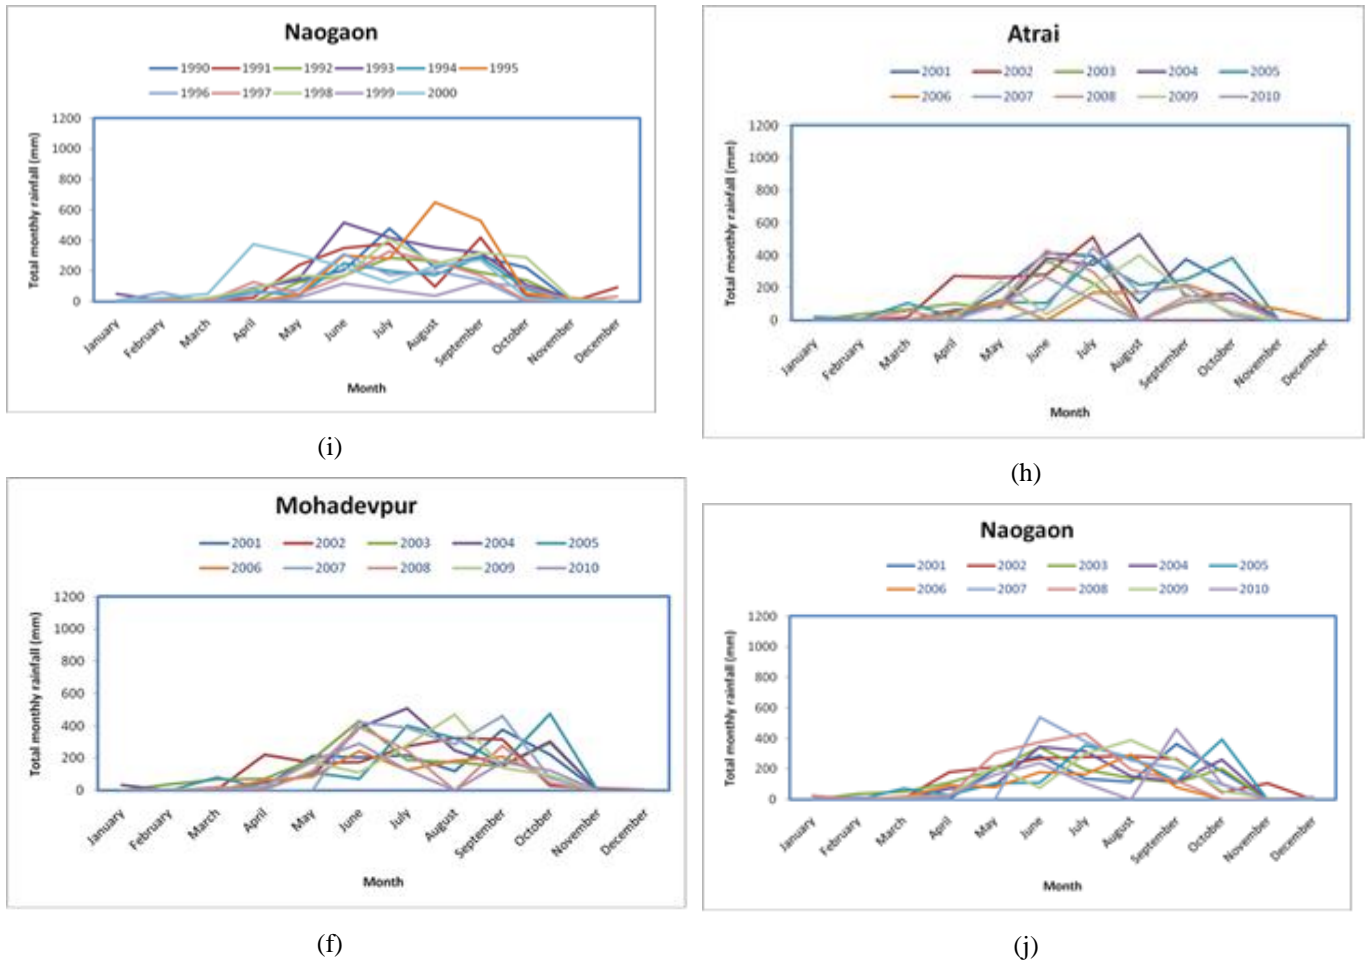 Naogaon
1990 1991 1992 1993 1994 1995
1996 1997 1998 1999 2000
Total monthly rainfall (mm)
1200
1000
800
600
400
200
0
January February March April May June July August September October November December
Month
(i)
Atrai
2001 2002 2003 2004 2005
2006 2007 2008 2009 2010
Total monthly rainfall (mm)
1200
1000
800
600
400
200
0
January February March April May June July August September October November December
Month
(h)
Mohadevpur
2001 2002 2003 2004 2005
2006 2007 2008 2009 2010
Total monthly rainfall (mm)
1200
1000
800
600
400
200
0
January February March April May June July August September October November December
Month
(f)
Naogaon
2001 2002 2003 2004 2005
2006 2007 2008 2009 2010
Total monthly rainfall (mm)
1200
1000
800
600
400
200
0
January February March April May June July August September October November December
Month
(j)